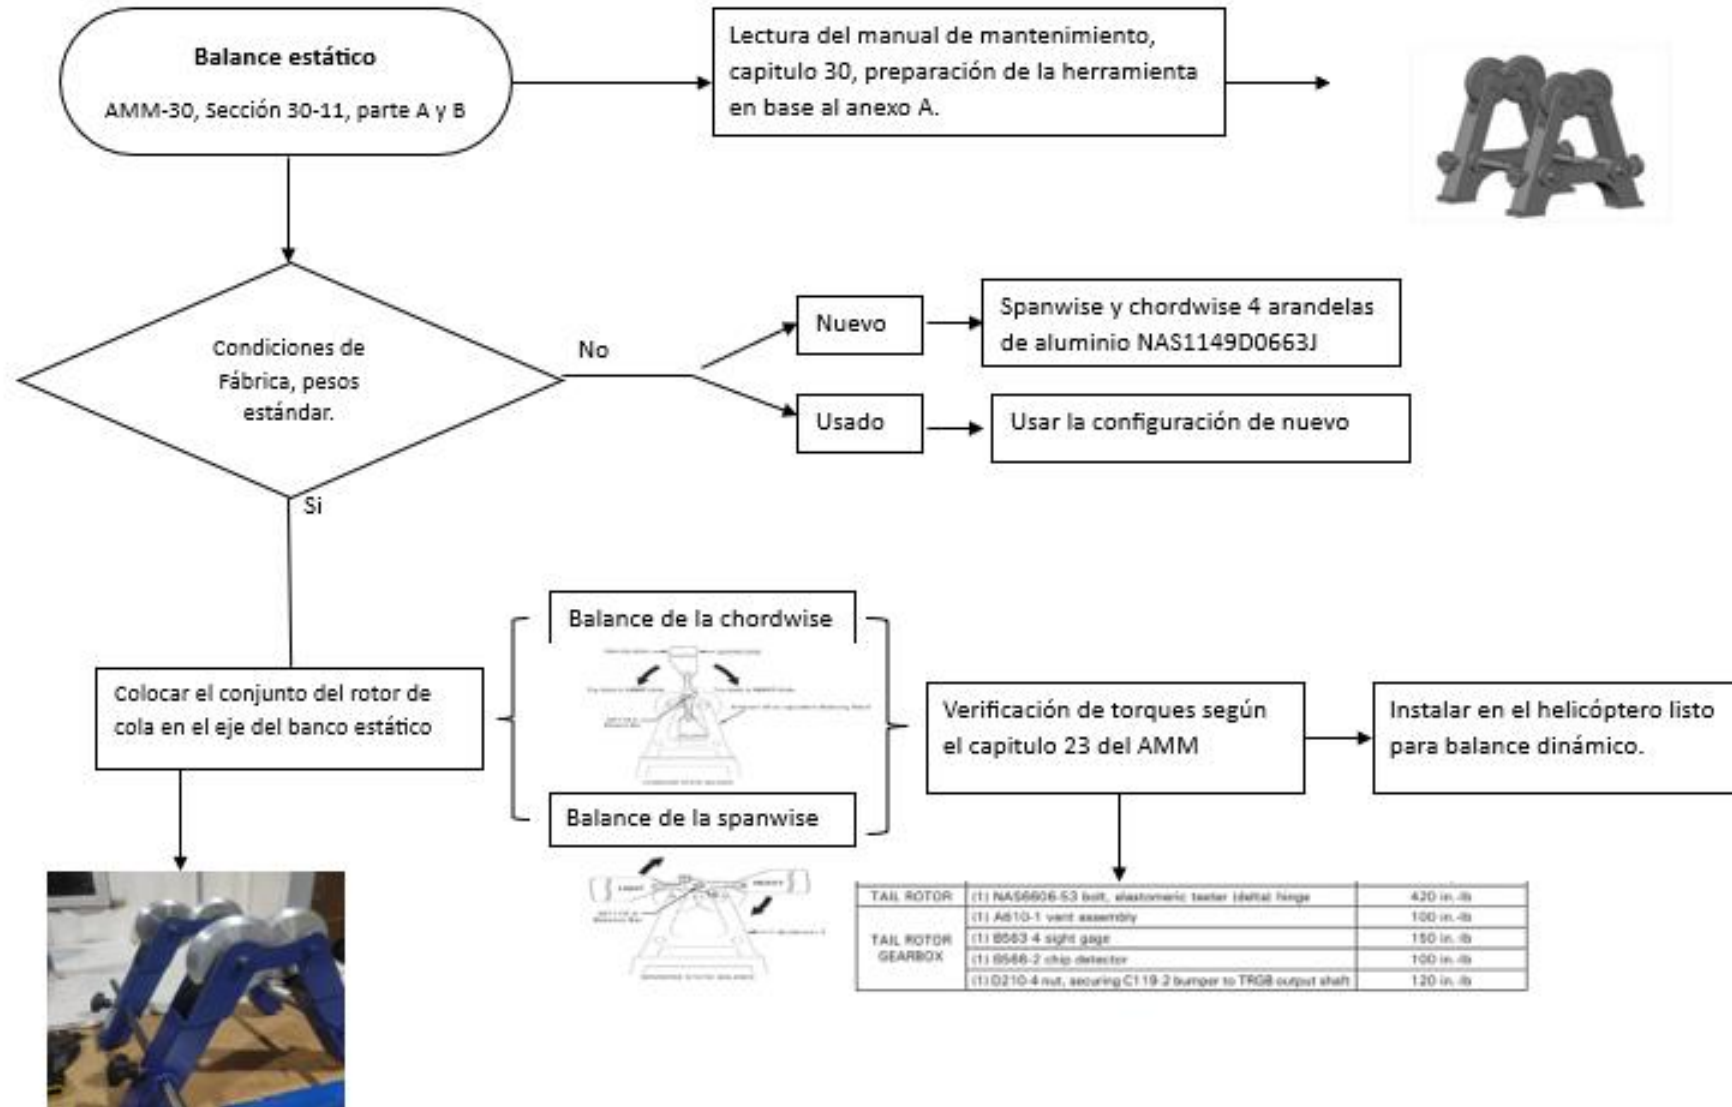 Balance estático
AMM-30, Sección 30-11, parte A y B
Lectura del manual de mantenimiento,
capitulo 30, preparación de la herramienta
en base al anexo A.
Condiciones de
Fábrica, pesos
estándar.
No
Nuevo
Spanwise y chordwise 4 arandelas
de aluminio NAS1149D0663J
Usado
Usar la configuración de nuevo
Si
Colocar el conjunto del rotor de
cola en el eje del banco estático
Balance de la chordwise
Balance de la spanwise
LIGHT
HEAVY
Verificación de torques según
el capitulo 23 del AMM
Instalar en el helicóptero listo
para balance dinámico.
TAIL ROTOR
(1) NAS6606-53 bolt, elastomeric teeter (delta) hinge
420 in.-lb
TAIL ROTOR
GEARBOX
(1) A610-1 vent assembly
100 in.-lb
(1) B563-4 sight gage
150 in.-lb
(1) B566-2 chip detector
100 in.-lb
(1) D210-4 nut, securing C119-2 bumper to TRGB output shaft
120 in.-lb